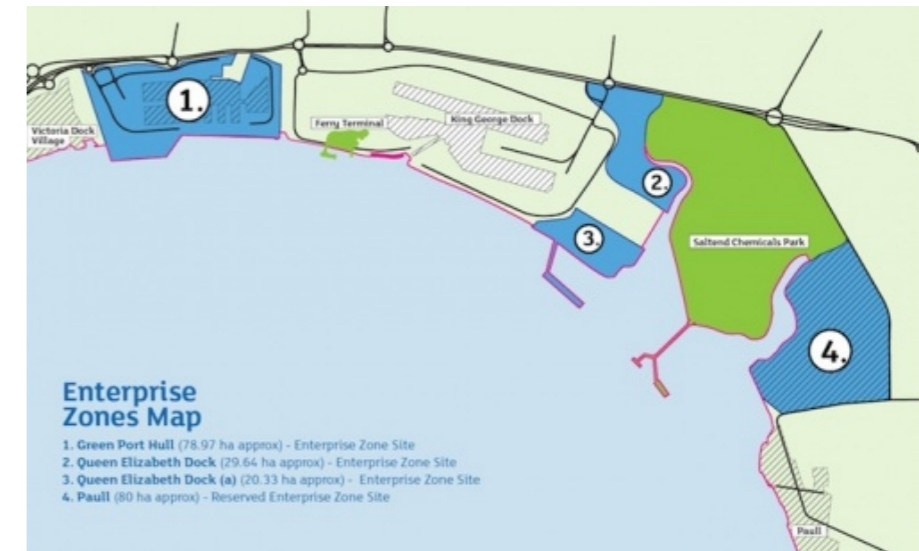 1.
Victoria Dock
Village
Ferry Terminal
King George Dock
2.
3.
Saltend Chemicals Park
4.
Enterprise
Zones Map
1. Green Port Hull (78.97 ha approx) - Enterprise Zone Site
2. Queen Elizabeth Dock (29.64 ha approx) - Enterprise Zone Site
3. Queen Elizabeth Dock (a) (20.33 ha approx) - Enterprise Zone Site
4. Paull (80 ha approx) - Reserved Enterprise Zone Site
Paull